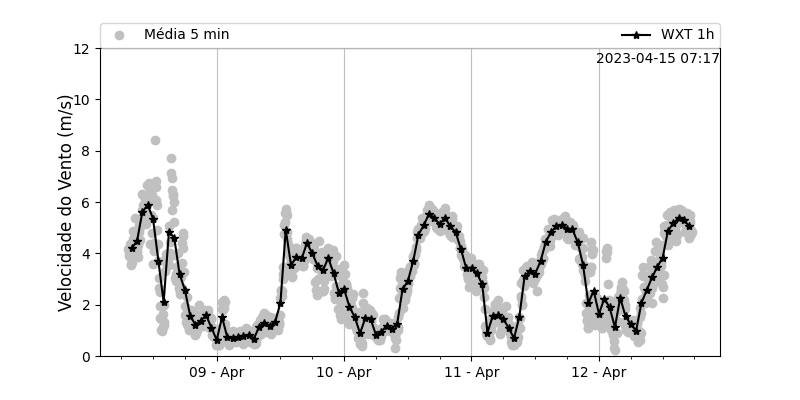 Média 5 min
WXT 1h
2023-04-15 07:17
12
10
8
6
4
2
0
Velocidade do Vento (m/s)
09 - Apr
10 - Apr
11 - Apr
12 - Apr